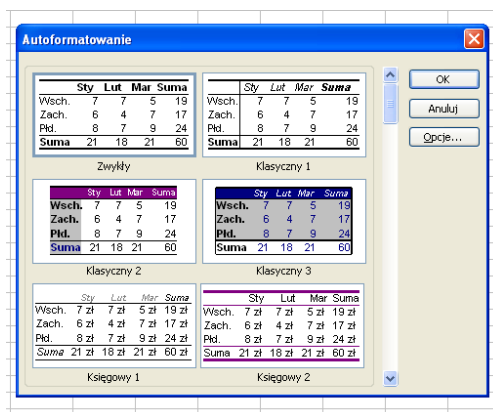 Autoformatowanie
Sty Lut Mar Suma
Wsch. 7 7 5 19
Zach. 6 4 7 17
Płd. 8 7 9 24
Suma 21 18 21 60
Zwykły
Sty Lut Mar Suma
Wsch. 7 7 5 19
Zach. 6 4 7 17
Płd. 8 7 9 24
Suma 21 18 21 60
Klasyczny 1
Sty Lut Mar Suma
Wsch. 7 7 5 19
Zach. 6 4 7 17
Płd. 8 7 9 24
Suma 21 18 21 60
Klasyczny 2
Sty Lut Mar Suma
Wsch. 7 7 5 19
Zach. 6 4 7 17
Płd. 8 7 9 24
Suma 21 18 21 60
Klasyczny 3
Sty Lut Mar Suma
Wsch. 7 zł 7 zł 5 zł 19 zł
Zach. 6 zł 4 zł 7 zł 17 zł
Płd. 8 zł 7 zł 9 zł 24 zł
Suma 21 zł 18 zł 21 zł 60 zł
Księgowy 1
Sty Lut Mar Suma
Wsch. 7 zł 7 zł 5 zł 19 zł
Zach. 6 zł 4 zł 7 zł 17 zł
Płd. 8 zł 7 zł 9 zł 24 zł
Suma 21 zł 18 zł 21 zł 60 zł
Księgowy 2
OK
Anuluj
Opcje...